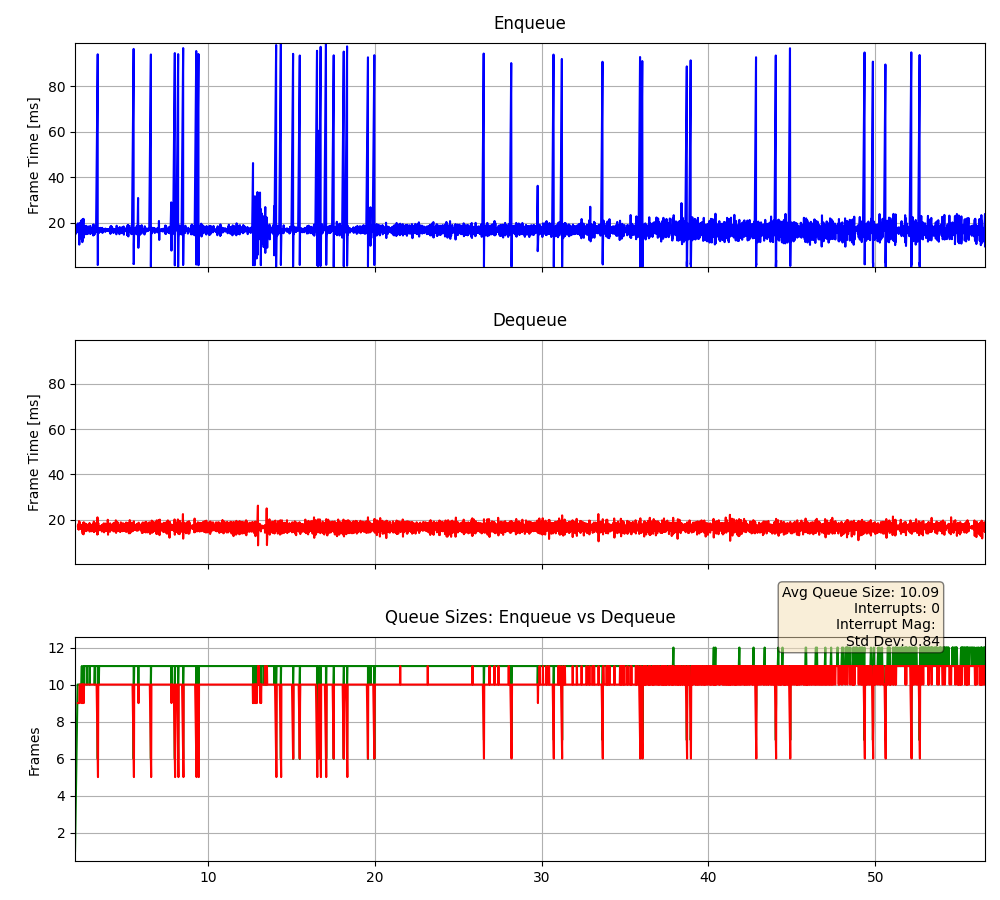 Enqueue
Frame Time [ms]
80
60
40
20
Dequeue
Frame Time [ms]
80
60
40
20
Avg Queue Size: 10.09
Interrupts: 0
Interrupt Mag:
Std Dev: 0.84
Queue Sizes: Enqueue vs Dequeue
Frames
12
10
8
6
4
2
10 20 30 40 50